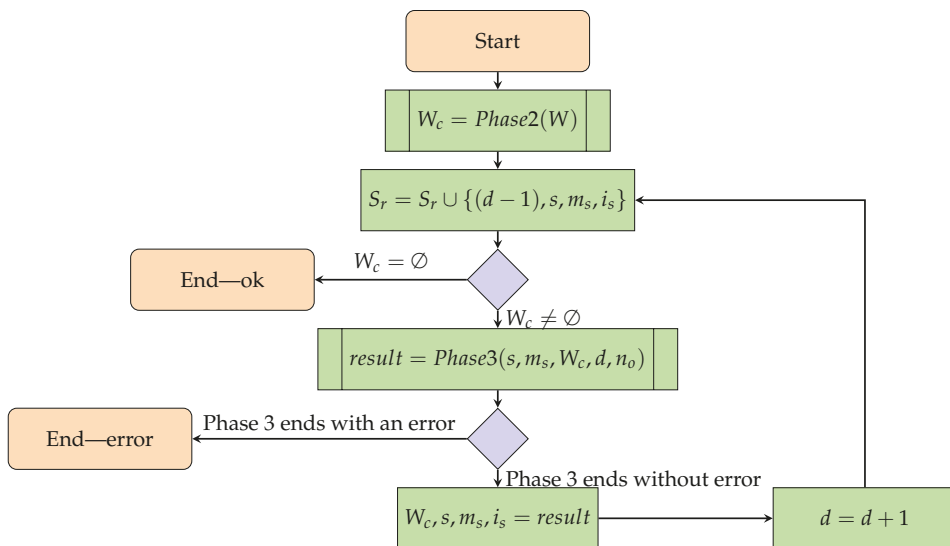 Start
W_c = Phase2(W)
S_r = S_r ∪ {(d − 1), s, m_s, i_s}
W_c = ∅
End—ok
W_c ≠ ∅
result = Phase3(s, m_s, W_c, d, n_o)
Phase 3 ends with an error
End—error
Phase 3 ends without error
W_c, s, m_s, i_s = result
d = d + 1